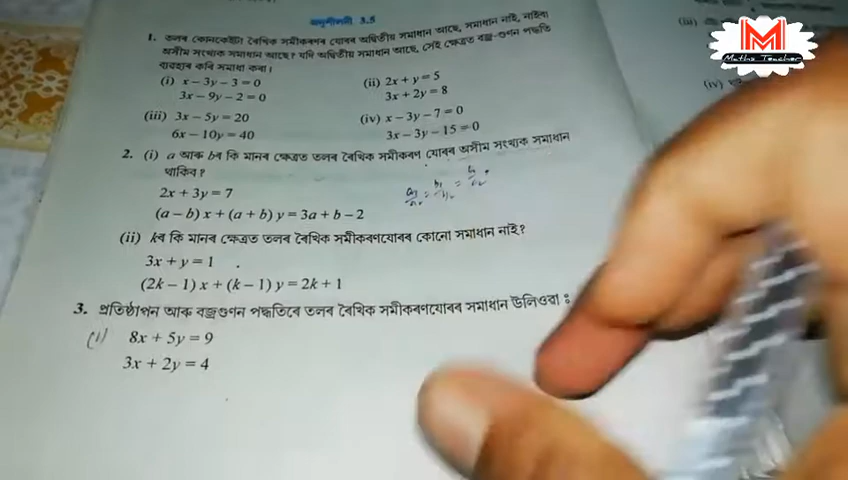 অনুশীলনী 3.5
1. তলৰ কোনকেইটা ৰৈখিক সমীকৰণৰ যোৰৰ অদ্বিতীয় সমাধান আছে, সমাধান নাই, নাইবা
অসীম সংখ্যক সমাধান আছে? যদি অদ্বিতীয় সমাধান আছে, সেই ক্ষেত্ৰত বজ্ৰ-গুণন পদ্ধতি
ব্যৱহাৰ কৰি সমাধা কৰা।
(i) x − 3y − 3 = 0 (ii) 2x + y = 5
3x − 9y − 2 = 0 3x + 2y = 8
(iii) 3x − 5y = 20 (iv) x − 3y − 7 = 0
6x − 10y = 40 3x − 3y − 15 = 0
2. (i) a আৰু b ৰ কি মানৰ ক্ষেত্ৰত তলৰ ৰৈখিক সমীকৰণ যোৰৰ অসীম সংখ্যক সমাধান
থাকিব?
2x + 3y = 7
(a − b) x + (a + b) y = 3a + b − 2
(ii) kৰ কি মানৰ ক্ষেত্ৰত তলৰ ৰৈখিক সমীকৰণযোৰৰ কোনো সমাধান নাই?
3x + y = 1
(2k − 1) x + (k − 1) y = 2k + 1
3. প্ৰতিষ্ঠাপন আৰু বজ্ৰগুণন পদ্ধতিৰে তলৰ ৰৈখিক সমীকৰণযোৰৰ সমাধান উলিওৱা :
(i) 8x + 5y = 9
3x + 2y = 4
(iii)
(iv)
M
Maths Teacher